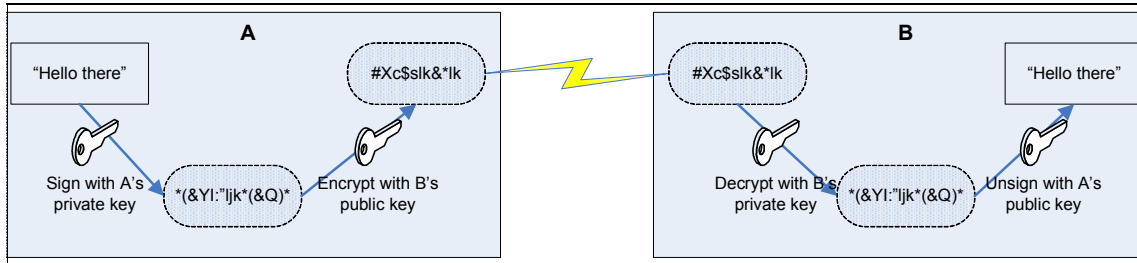 A
“Hello there”
#Xc$slk&*lk
Sign with A’s
private key
*(&YI:”ljk*(&Q)*
Encrypt with B’s
public key
B
#Xc$slk&*lk
“Hello there”
Decrypt with B’s
private key
*(&YI:”ljk*(&Q)*
Unsign with A’s
public key